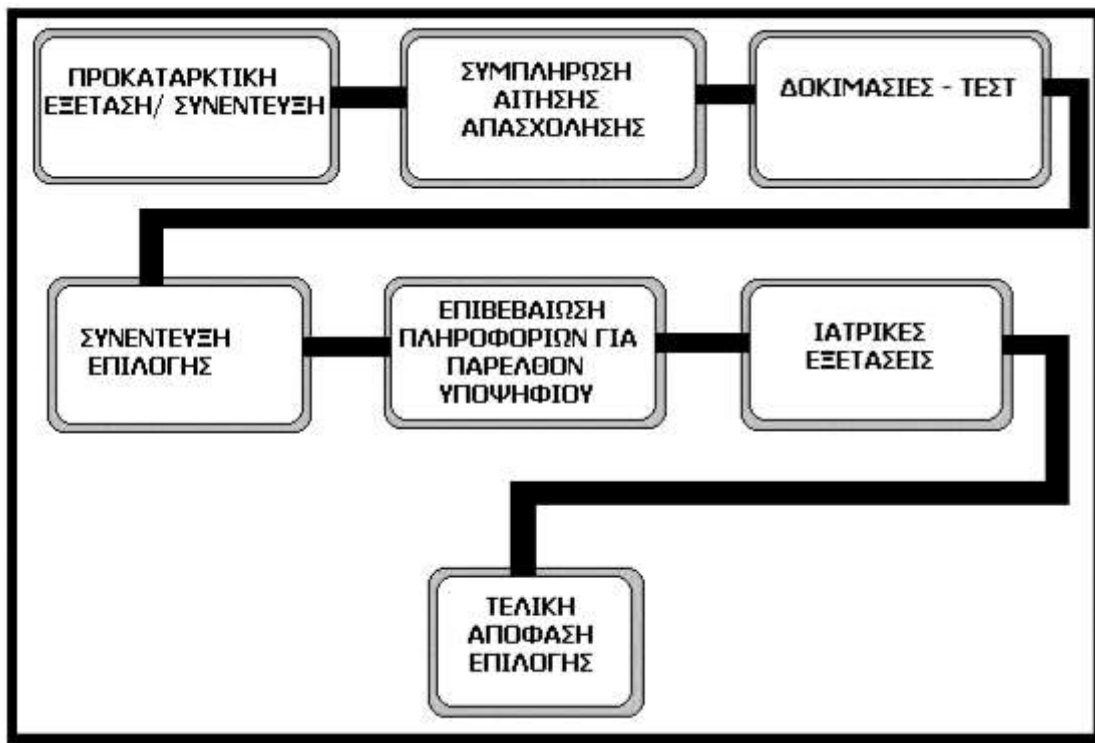 ΠΡΟΚΑΤΑΡΚΤΙΚΗ
ΕΞΕΤΑΣΗ/ ΣΥΝΕΝΤΕΥΞΗ
ΣΥΜΠΛΗΡΩΣΗ
ΑΙΤΗΣΗΣ
ΑΠΑΣΧΟΛΗΣΗΣ
ΔΟΚΙΜΑΣΙΕΣ - ΤΕΣΤ
ΣΥΝΕΝΤΕΥΞΗ
ΕΠΙΛΟΓΗΣ
ΕΠΙΒΕΒΑΙΩΣΗ
ΠΛΗΡΟΦΟΡΙΩΝ ΓΙΑ
ΠΑΡΕΛΘΟΝ
ΥΠΟΨΗΦΙΟΥ
ΙΑΤΡΙΚΕΣ
ΕΞΕΤΑΣΕΙΣ
ΤΕΛΙΚΗ
ΑΠΟΦΑΣΗ
ΕΠΙΛΟΓΗΣ